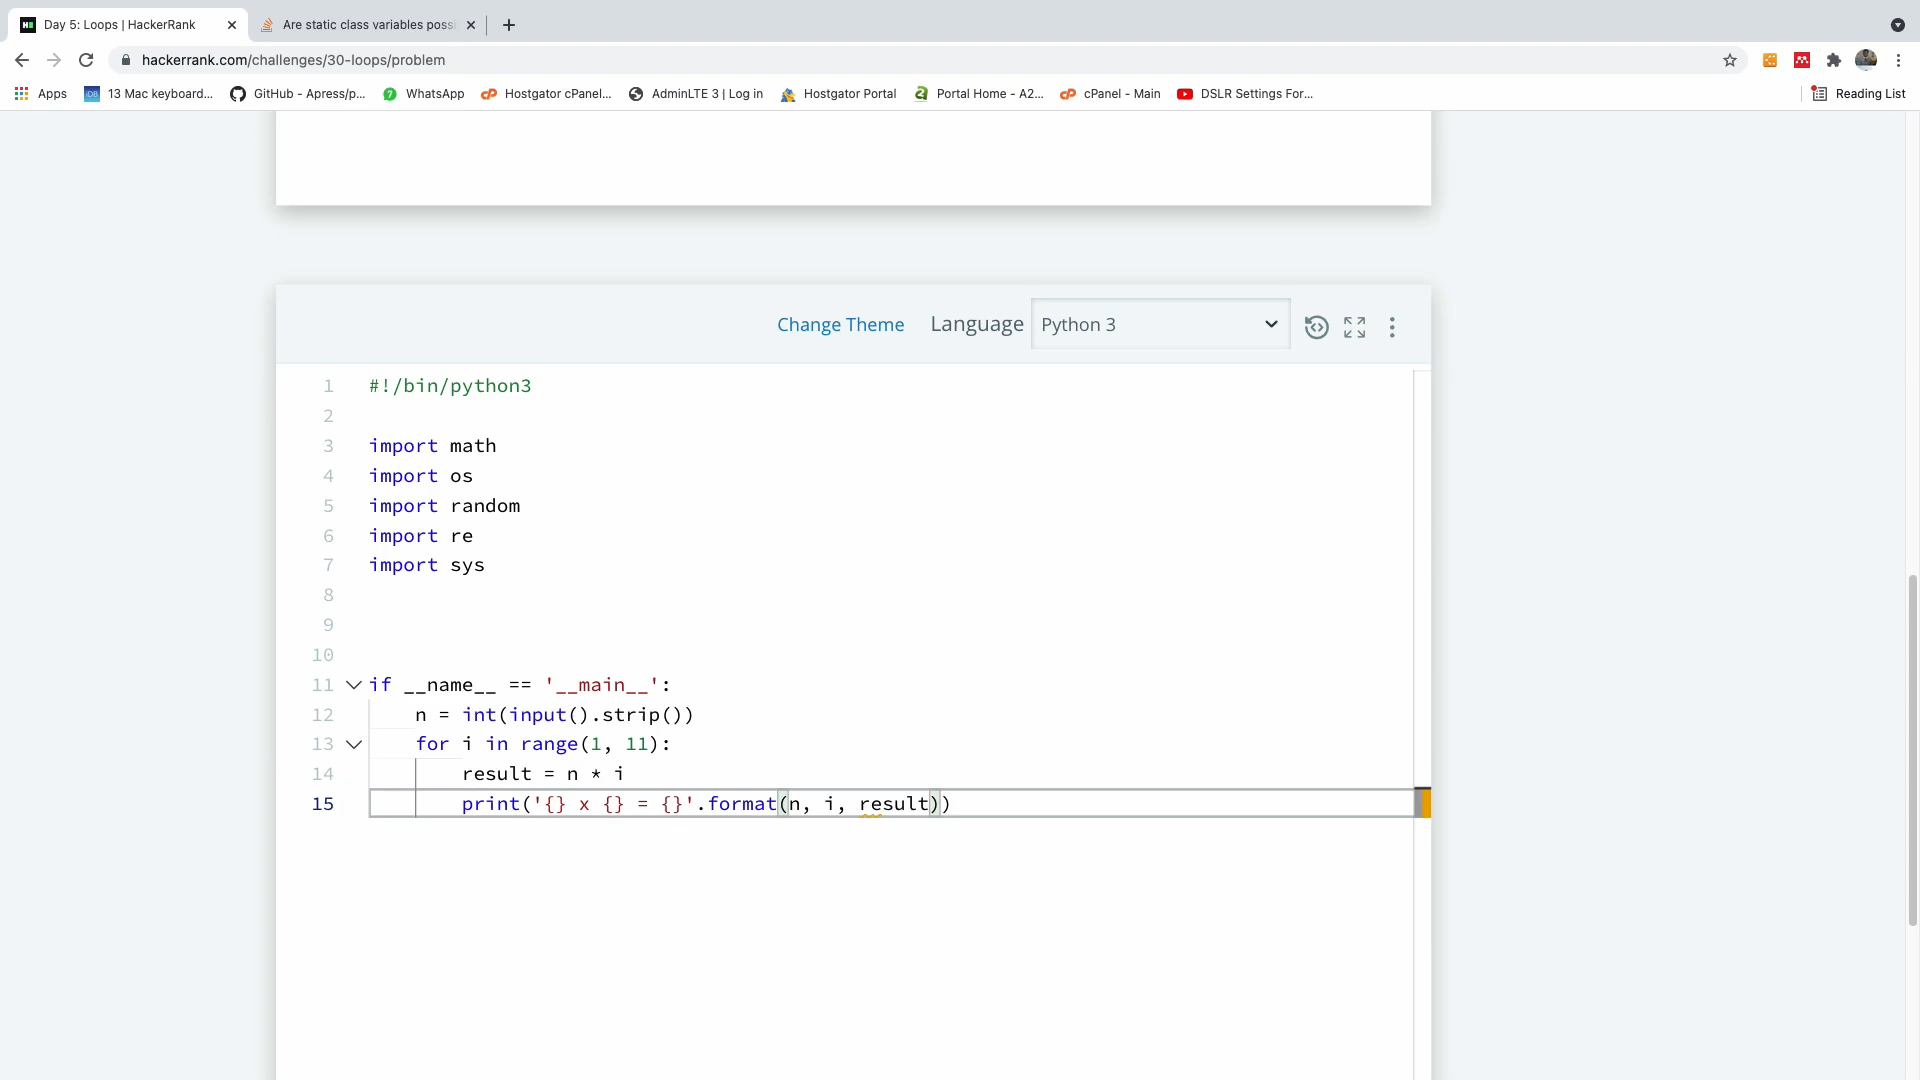 Day 5: Loops | HackerRank
Are static class variables possi
hackerrank.com/challenges/30-loops/problem
Apps
13 Mac keyboard...
GitHub - Apress/p...
WhatsApp
Hostgator cPanel...
AdminLTE 3 | Log in
Hostgator Portal
Portal Home - A2...
cPanel - Main
DSLR Settings For...
Reading List
Change Theme Language Python 3
1 #!/bin/python3
2
3 import math
4 import os
5 import random
6 import re
7 import sys
8
9
10
11 if __name__ == '__main__':
12 n = int(input().strip())
13 for i in range(1, 11):
14 result = n * i
15 print('{} x {} = {}'.format(n, i, result))